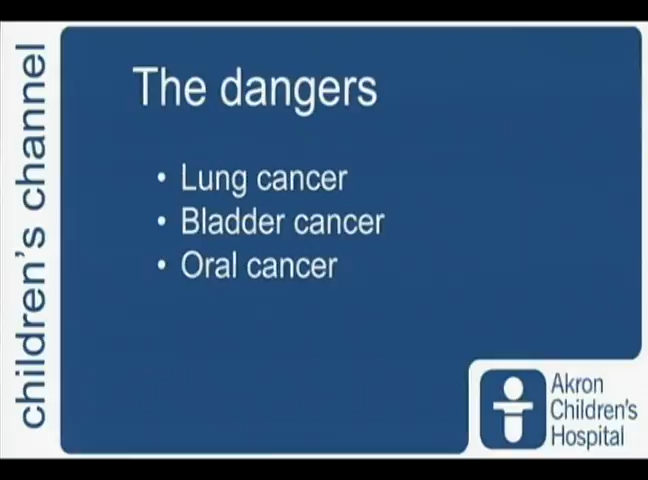 children's channel
The dangers
• Lung cancer
• Bladder cancer
• Oral cancer
Akron
Children's
Hospital